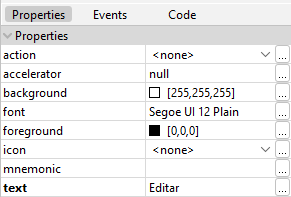 Properties Events Code
Properties
action <none> ...
accelerator null ...
background [255,255,255] ...
font Segoe UI 12 Plain ...
foreground [0,0,0] ...
icon <none> ...
mnemonic ...
text Editar ...